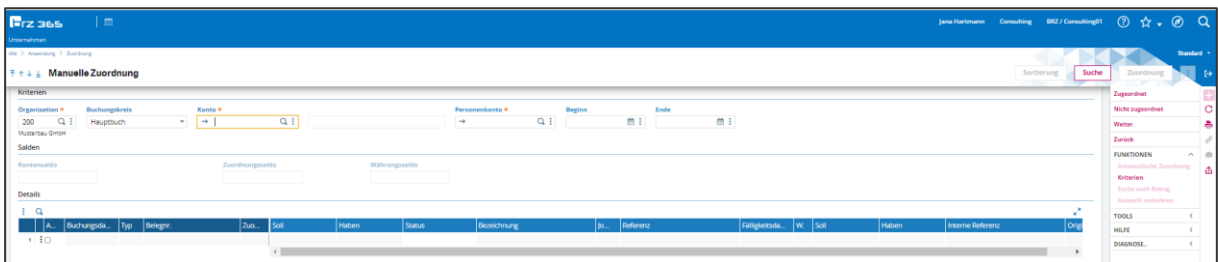 brz 365
Jana Hartmann Consulting BRZ / Consulting01
Unternehmen
Alle > Anwendung > Zuordnung
Standard
Manuelle Zuordnung
Sortierung Suche Zuordnung
Kriterien
Organisation * Buchungskreis Konto * Personenkonto * Beginn Ende
200 Hauptbuch
Musterbau GmbH
Salden
Kontensaldo Zuordnungssaldo Währungssaldo
Details
A... Buchungsda... Typ Belegnr. Zuo... Soll Haben Status Bezeichnung Jo... Referenz Fälligkeitsda... W. Soll Haben Interne Referenz Origi
1
Zugeordnet
Nicht zugeordnet
Weiter
Zurück
FUNKTIONEN
Automatische Zuordnung
Kriterien
Suche nach Betrag
Auswahl umkehren
TOOLS
HILFE
DIAGNOSE..